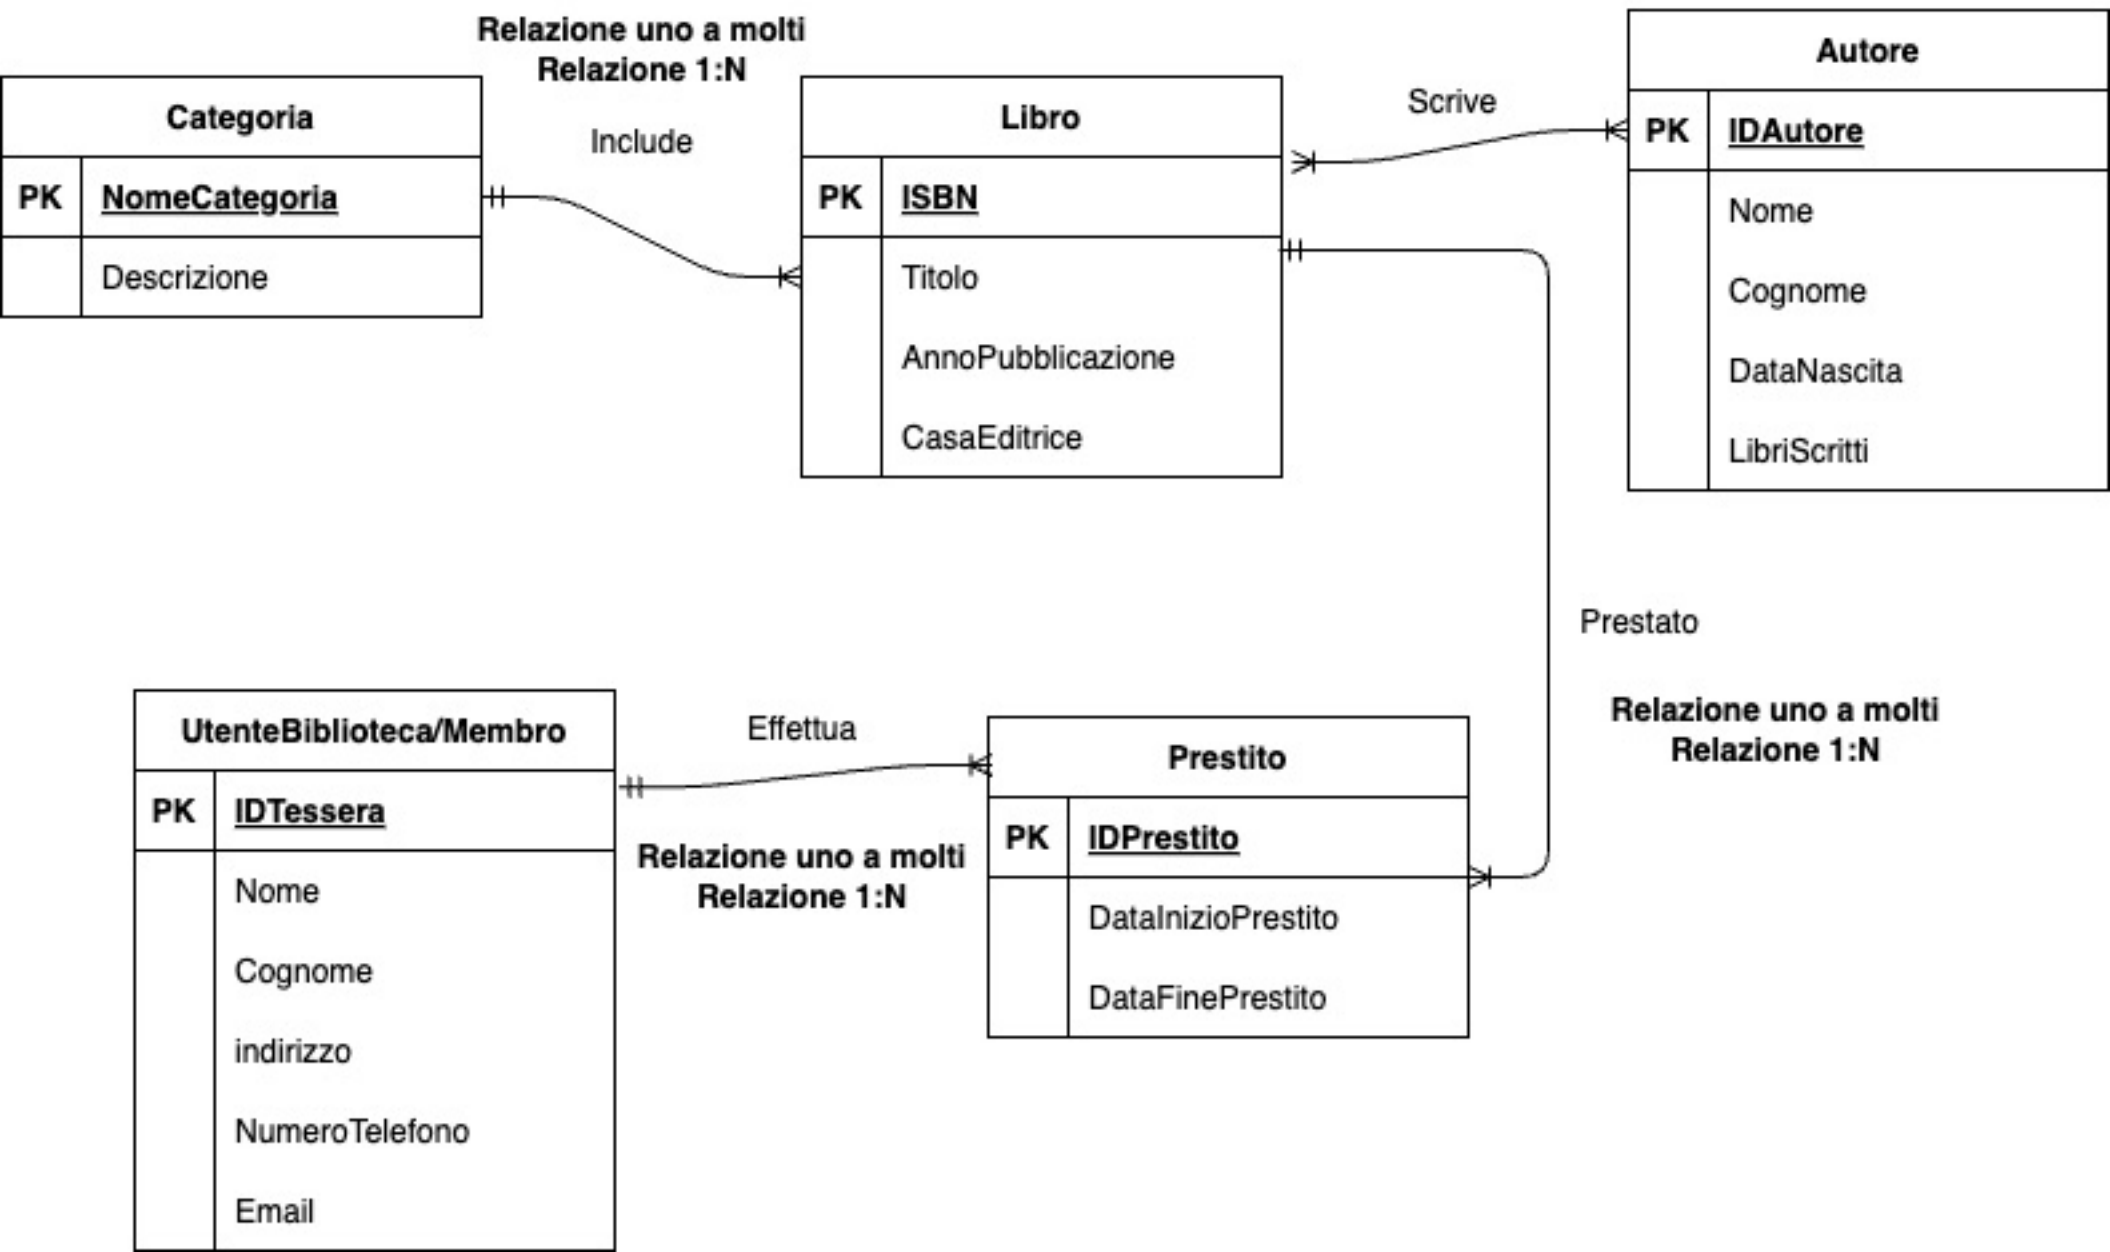 Relazione uno a molti
Relazione 1:N
Categoria
PK NomeCategoria
Descrizione
Include
Libro
PK ISBN
Titolo
AnnoPubblicazione
CasaEditrice
Scrive
Autore
PK IDAutore
Nome
Cognome
DataNascita
LibriScritti
Prestato
Relazione uno a molti
Relazione 1:N
UtenteBiblioteca/Membro
PK IDTessera
Nome
Cognome
indirizzo
NumeroTelefono
Email
Effettua
Relazione uno a molti
Relazione 1:N
Prestito
PK IDPrestito
DataInizioPrestito
DataFinePrestito